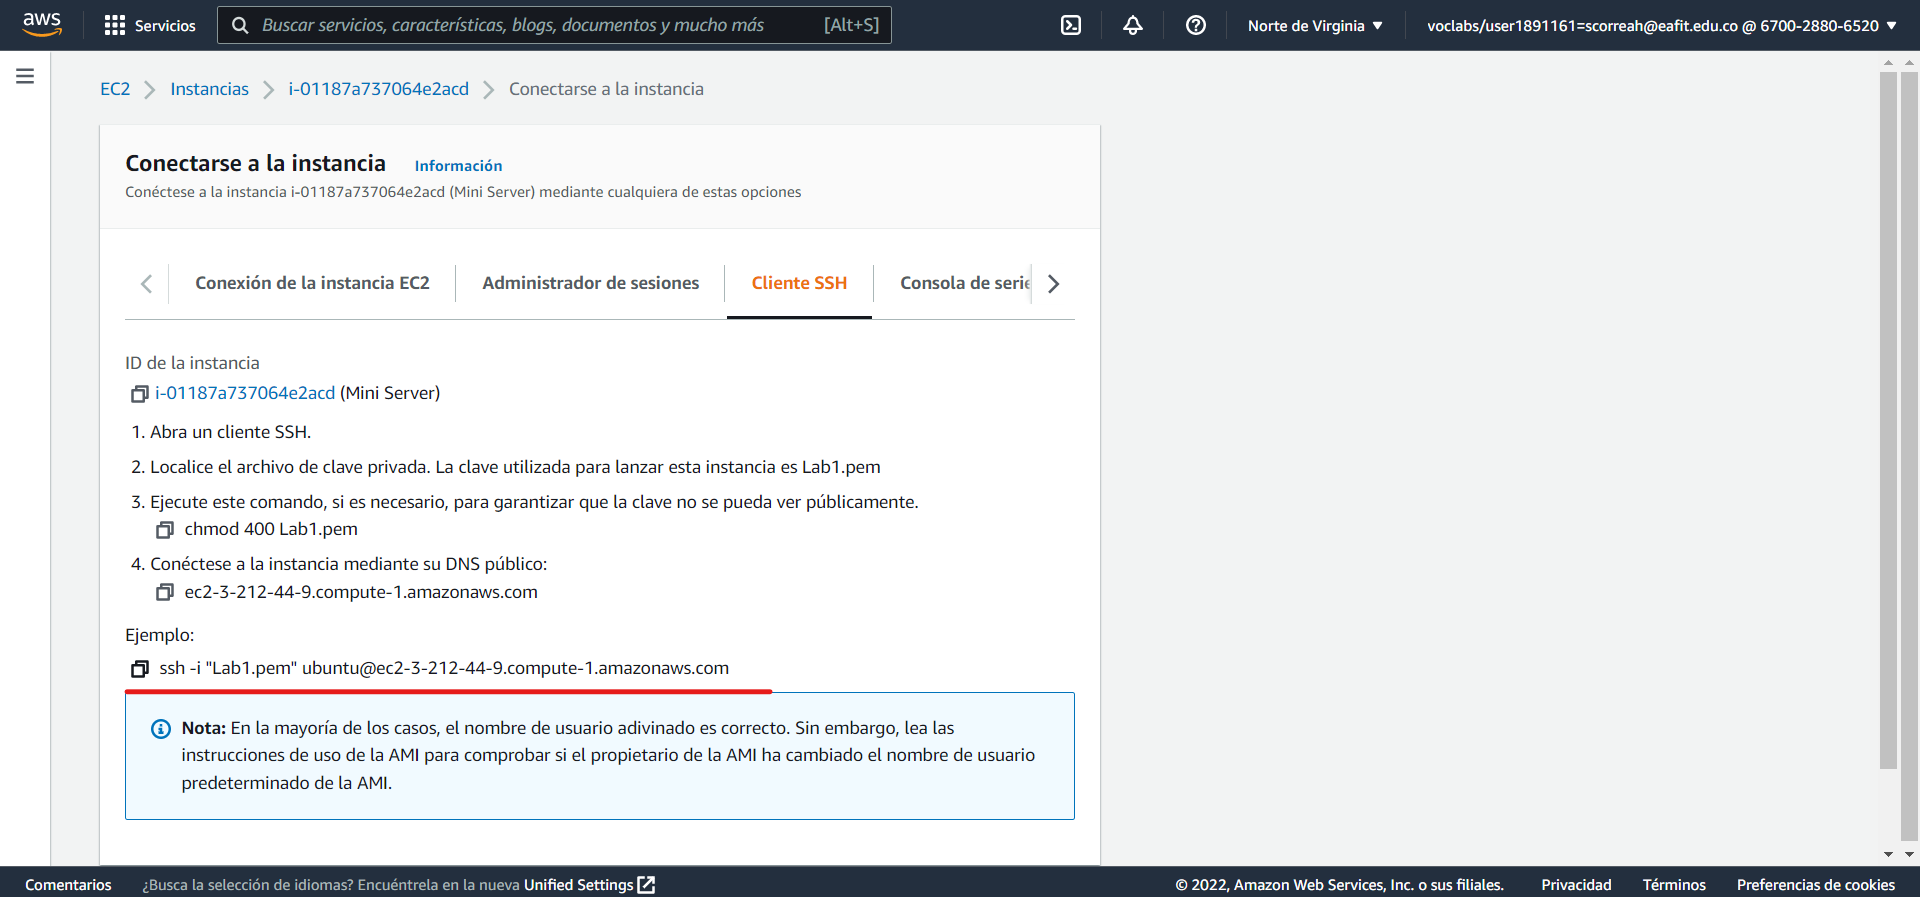 aws
Servicios
Buscar servicios, características, blogs, documentos y mucho más [Alt+S]
Norte de Virginia
voclabs/user1891161=scorreah@eafit.edu.co @ 6700-2880-6520
EC2 Instancias i-01187a737064e2acd Conectarse a la instancia
Conectarse a la instancia Información
Conéctese a la instancia i-01187a737064e2acd (Mini Server) mediante cualquiera de estas opciones
Conexión de la instancia EC2 Administrador de sesiones Cliente SSH Consola de serie
ID de la instancia
i-01187a737064e2acd (Mini Server)
1. Abra un cliente SSH.
2. Localice el archivo de clave privada. La clave utilizada para lanzar esta instancia es Lab1.pem
3. Ejecute este comando, si es necesario, para garantizar que la clave no se pueda ver públicamente.
chmod 400 Lab1.pem
4. Conéctese a la instancia mediante su DNS público:
ec2-3-212-44-9.compute-1.amazonaws.com
Ejemplo:
ssh -i "Lab1.pem" ubuntu@ec2-3-212-44-9.compute-1.amazonaws.com
Nota: En la mayoría de los casos, el nombre de usuario adivinado es correcto. Sin embargo, lea las
instrucciones de uso de la AMI para comprobar si el propietario de la AMI ha cambiado el nombre de usuario
predeterminado de la AMI.
Comentarios ¿Busca la selección de idiomas? Encuéntrela en la nueva Unified Settings
© 2022, Amazon Web Services, Inc. o sus filiales. Privacidad Términos Preferencias de cookies